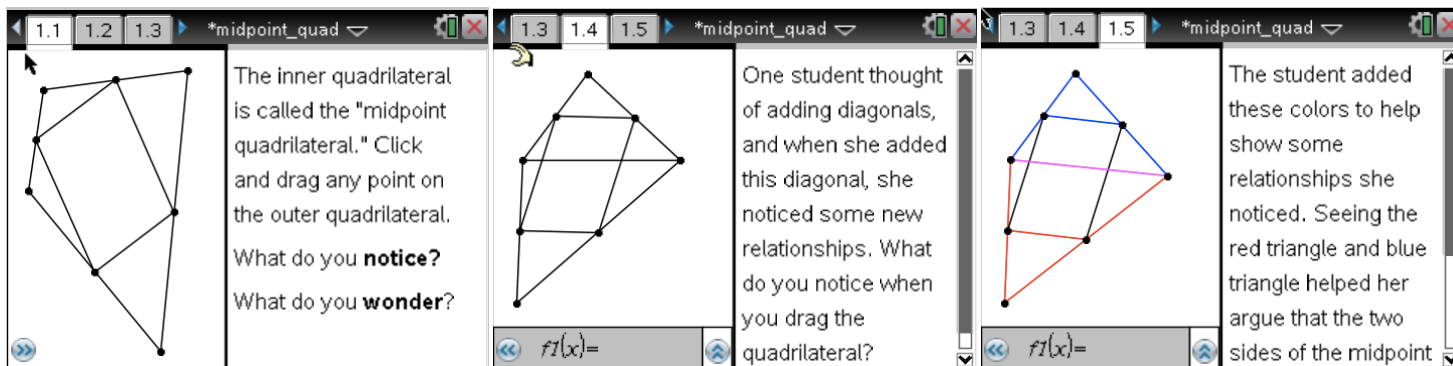 1.1 1.2 1.3 *midpoint_quad
The inner quadrilateral
is called the "midpoint
quadrilateral." Click
and drag any point on
the outer quadrilateral.
What do you notice?
What do you wonder?
1.3 1.4 1.5 *midpoint_quad
One student thought
of adding diagonals,
and when she added
this diagonal, she
noticed some new
relationships. What
do you notice when
you drag the
quadrilateral?
f1(x)=
1.3 1.4 1.5 *midpoint_quad
The student added
these colors to help
show some
relationships she
noticed. Seeing the
red triangle and blue
triangle helped her
argue that the two
sides of the midpoint
f1(x)=